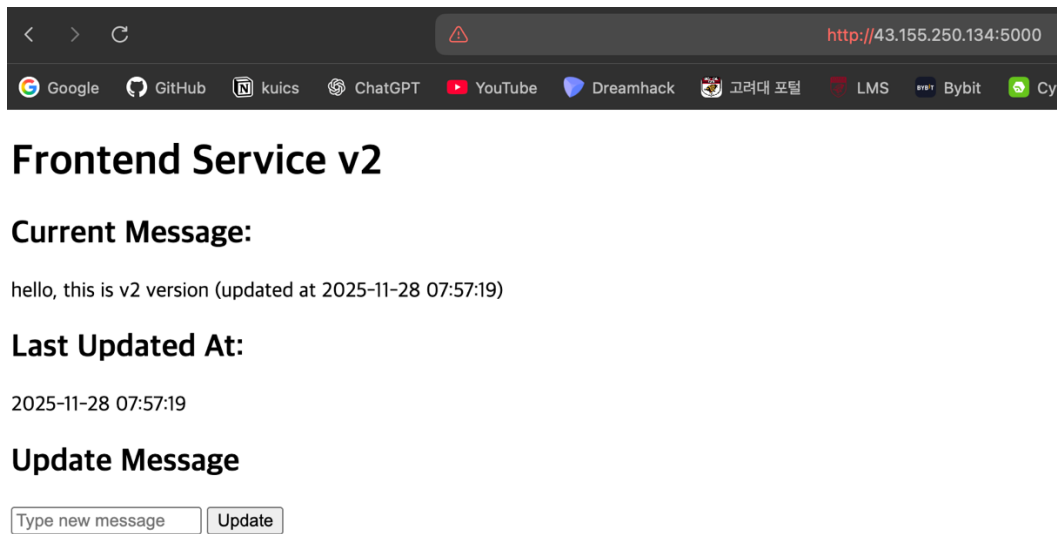 http://43.155.250.134:5000
Google GitHub kuics ChatGPT YouTube Dreamhack 고려대 포털 LMS BYBIT Bybit Cy
Frontend Service v2
Current Message:
hello, this is v2 version (updated at 2025-11-28 07:57:19)
Last Updated At:
2025-11-28 07:57:19
Update Message
Type new message Update